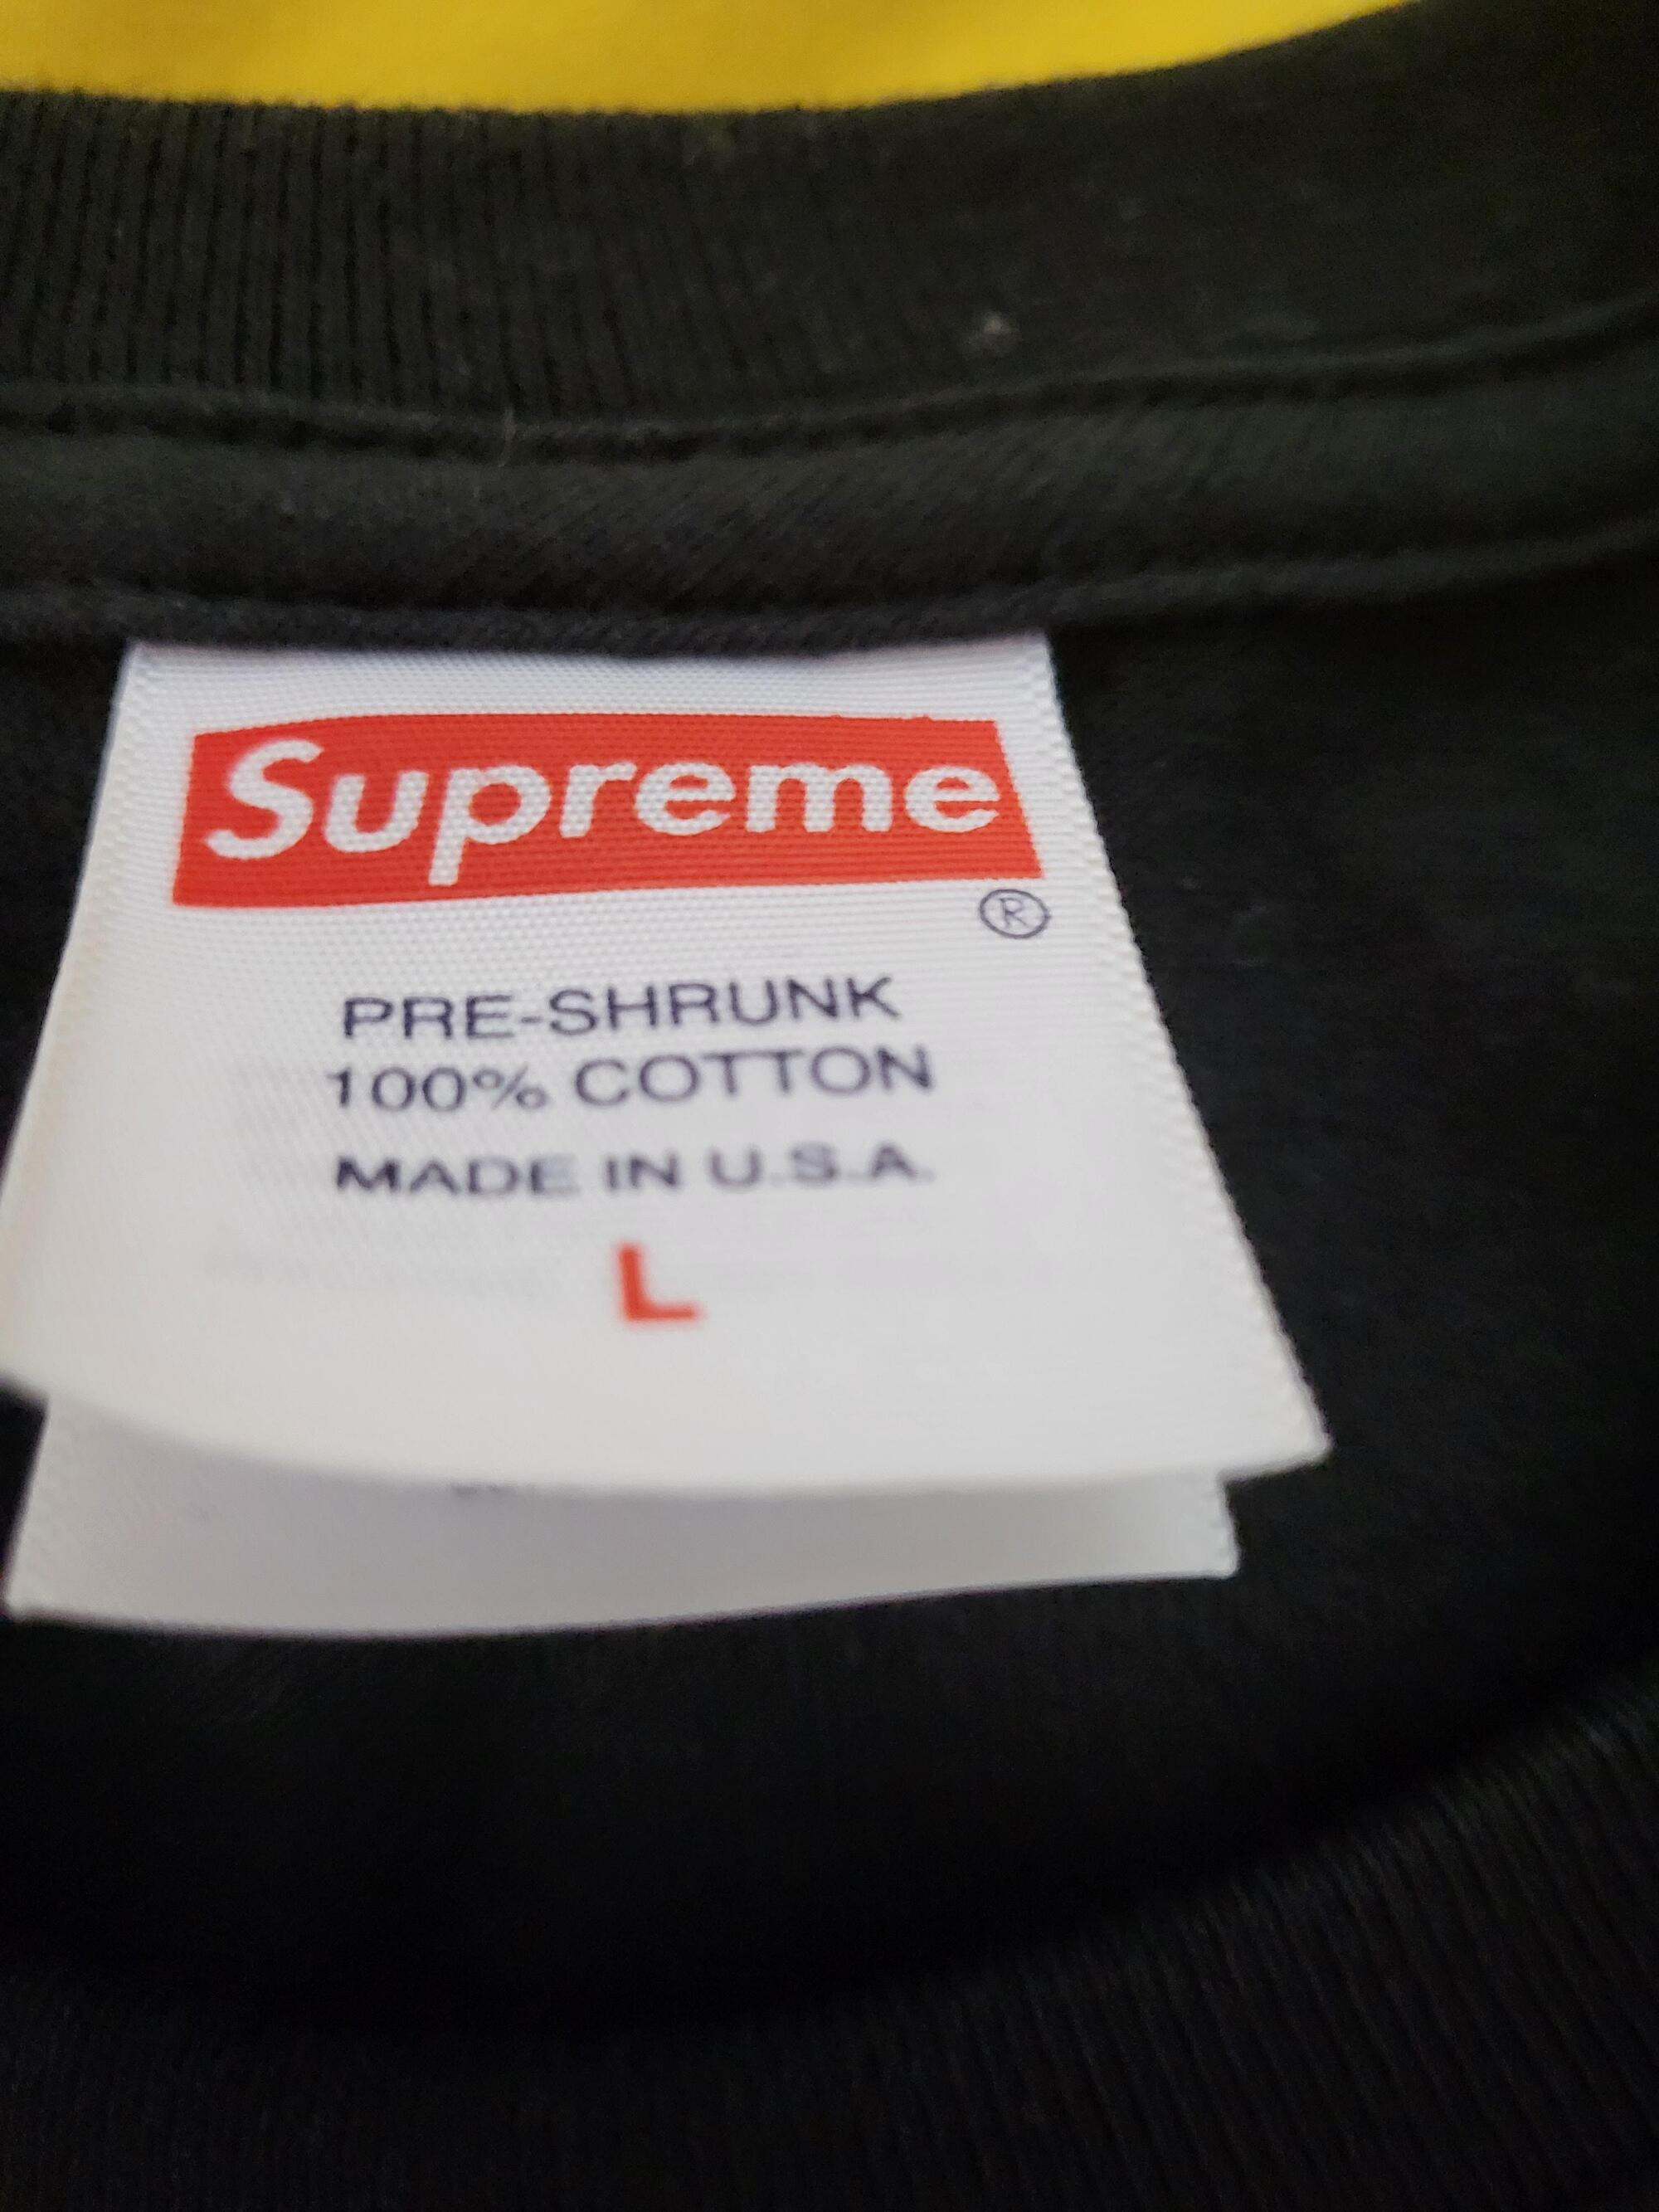 Supreme
®
PRE-SHRUNK
100% COTTON
MADE IN U.S.A.
L